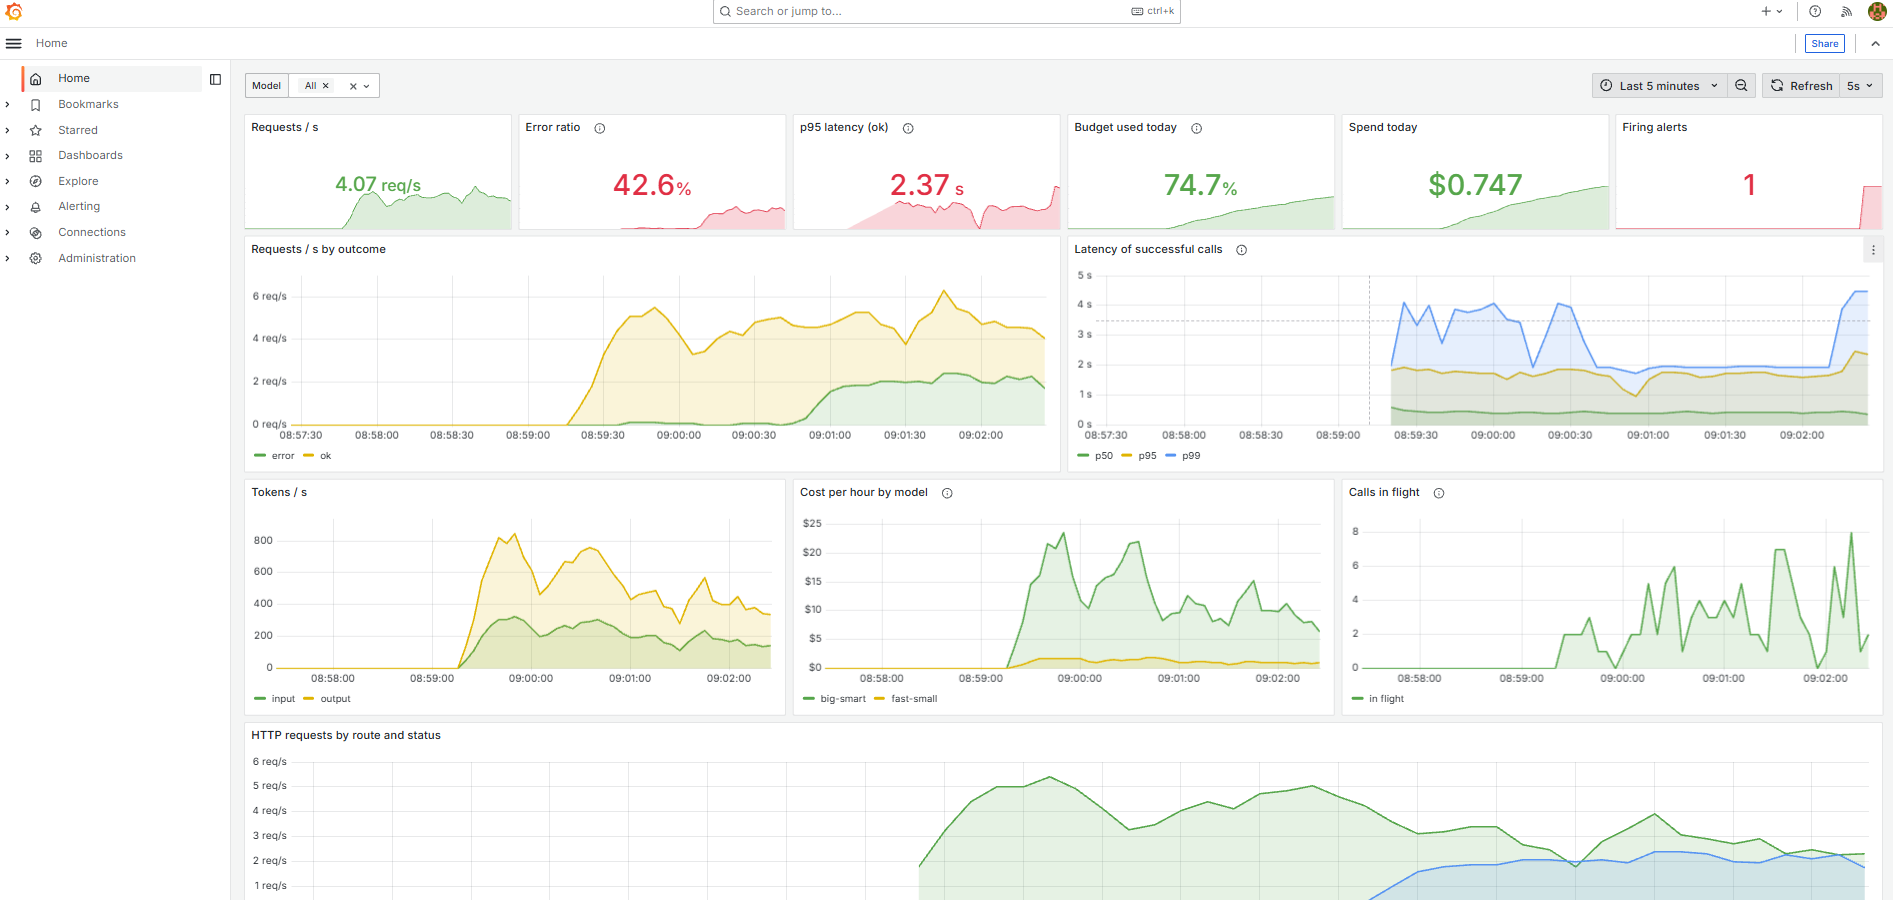 Search or jump to...
ctrl+k
Home
Share
Home
Bookmarks
Starred
Dashboards
Explore
Alerting
Connections
Administration
Model
All
Last 5 minutes
Refresh
5s
Requests / s
4.07 req/s
Error ratio
42.6%
p95 latency (ok)
2.37 s
Budget used today
74.7%
Spend today
$0.747
Firing alerts
1
Requests / s by outcome
6 req/s
4 req/s
2 req/s
0 req/s
08:57:30 08:58:00 08:58:30 08:59:00 08:59:30 09:00:00 09:00:30 09:01:00 09:01:30 09:02:00
error ok
Latency of successful calls
5 s
4 s
3 s
2 s
1 s
0 s
08:57:30 08:58:00 08:58:30 08:59:00 08:59:30 09:00:00 09:00:30 09:01:00 09:01:30 09:02:00
p50 p95 p99
Tokens / s
800
600
400
200
0
08:58:00 08:59:00 09:00:00 09:01:00 09:02:00
input output
Cost per hour by model
$25
$20
$15
$10
$5
$0
08:58:00 08:59:00 09:00:00 09:01:00 09:02:00
big-smart fast-small
Calls in flight
8
6
4
2
0
08:58:00 08:59:00 09:00:00 09:01:00 09:02:00
in flight
HTTP requests by route and status
6 req/s
5 req/s
4 req/s
3 req/s
2 req/s
1 req/s